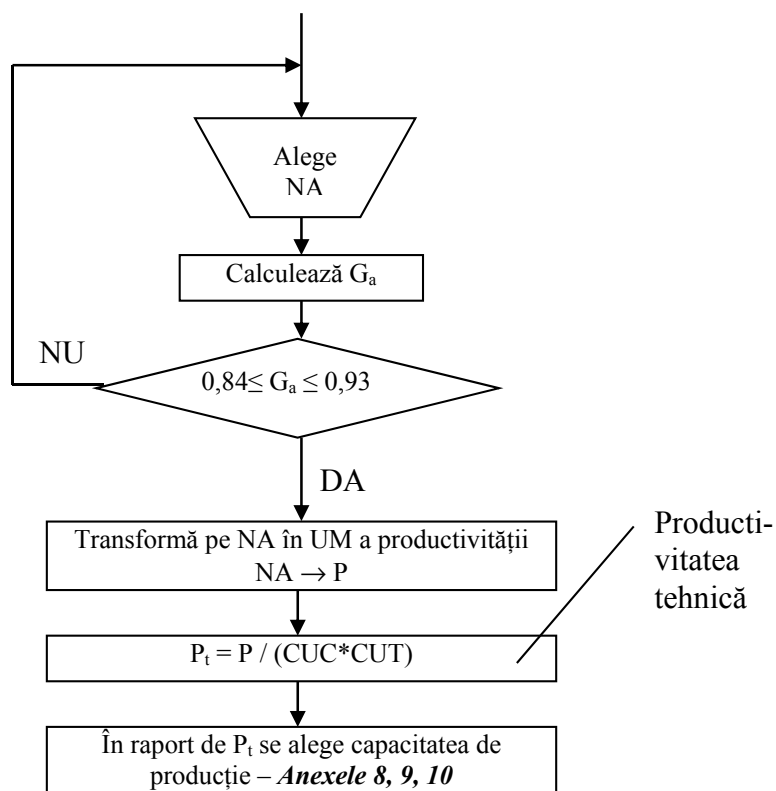 Alege
NA
Calculează Ga
NU
0,84≤ Ga ≤ 0,93
DA
Transformă pe NA în UM a productivității
NA → P
Producti-
vitatea
tehnică
Pt = P / (CUC*CUT)
În raport de Pt se alege capacitatea de
producție – Anexele 8, 9, 10